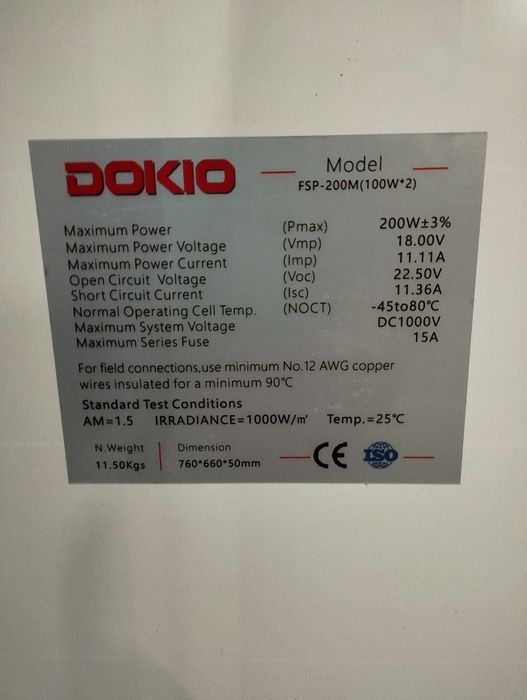 DOKIO
Model
FSP-200M(100W*2)
Maximum Power (Pmax) 200W±3%
Maximum Power Voltage (Vmp) 18.00V
Maximum Power Current (Imp) 11.11A
Open Circuit Voltage (Voc) 22.50V
Short Circuit Current (Isc) 11.36A
Normal Operating Cell Temp. (NOCT) -45to80℃
Maximum System Voltage DC1000V
Maximum Series Fuse 15A
For field connections,use minimum No.12 AWG copper
wires insulated for a minimum 90℃
Standard Test Conditions
AM=1.5 IRRADIANCE=1000W/㎡ Temp.=25℃
N.Weight Dimension
11.50Kgs 760*660*50mm
CE ISO